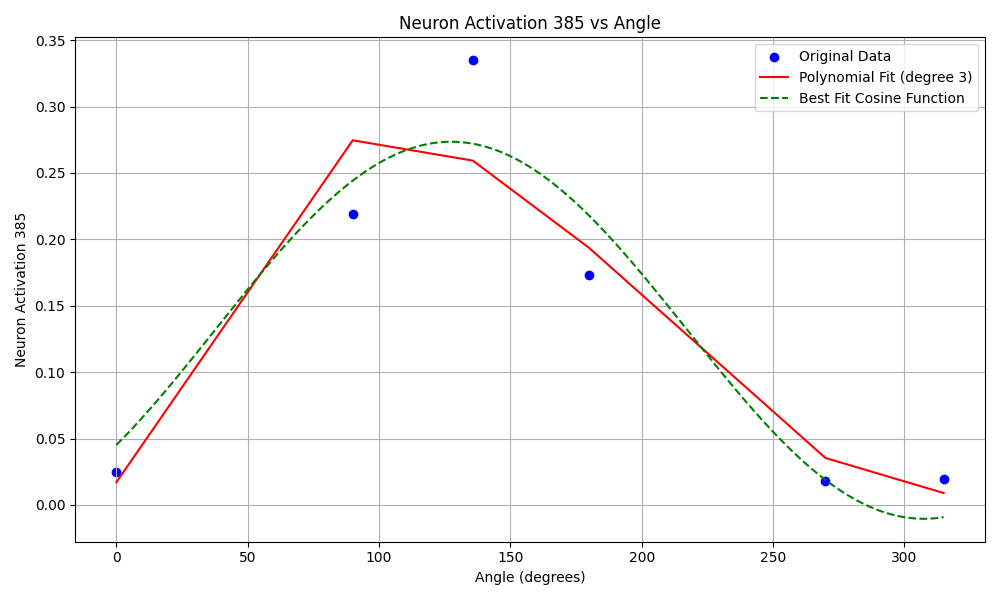 Neuron Activation 385 vs Angle
Original Data
Polynomial Fit (degree 3)
Best Fit Cosine Function
Neuron Activation 385
0.35
0.30
0.25
0.20
0.15
0.10
0.05
0.00
0 50 100 150 200 250 300
Angle (degrees)